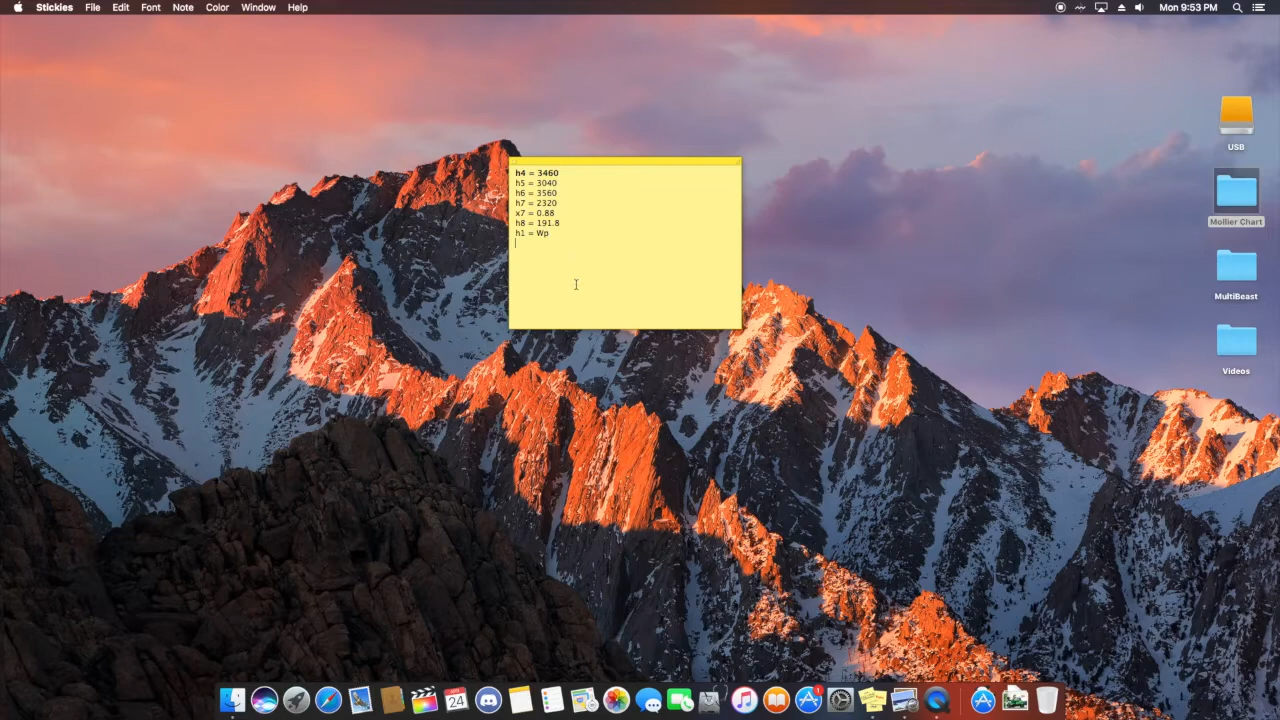 Stickies File Edit Font Note Color Window Help Mon 9:53 PM
h4 = 3460
h5 = 3040
h6 = 3560
h7 = 2320
x7 = 0.88
h8 = 191.8
h1 = Wp
USB
Mollier Chart
MultiBeast
Videos
24
1